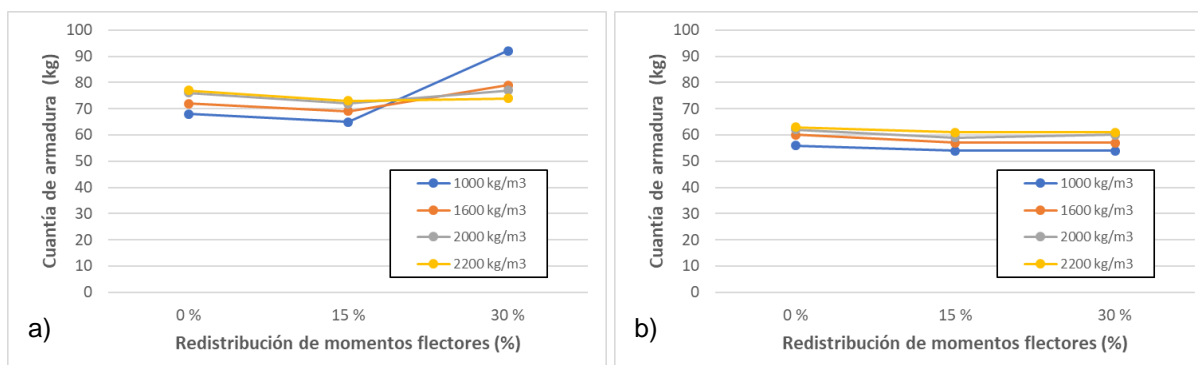 100
90
80
70
60
50
40
30
20
10
0
Cuantía de armadura (kg)
1000 kg/m3
1600 kg/m3
2000 kg/m3
2200 kg/m3
0 %
15 %
30 %
a)
Redistribución de momentos flectores (%)
100
90
80
70
60
50
40
30
20
10
0
Cuantía de armadura (kg)
1000 kg/m3
1600 kg/m3
2000 kg/m3
2200 kg/m3
0 %
15 %
30 %
b)
Redistribución de momentos flectores (%)